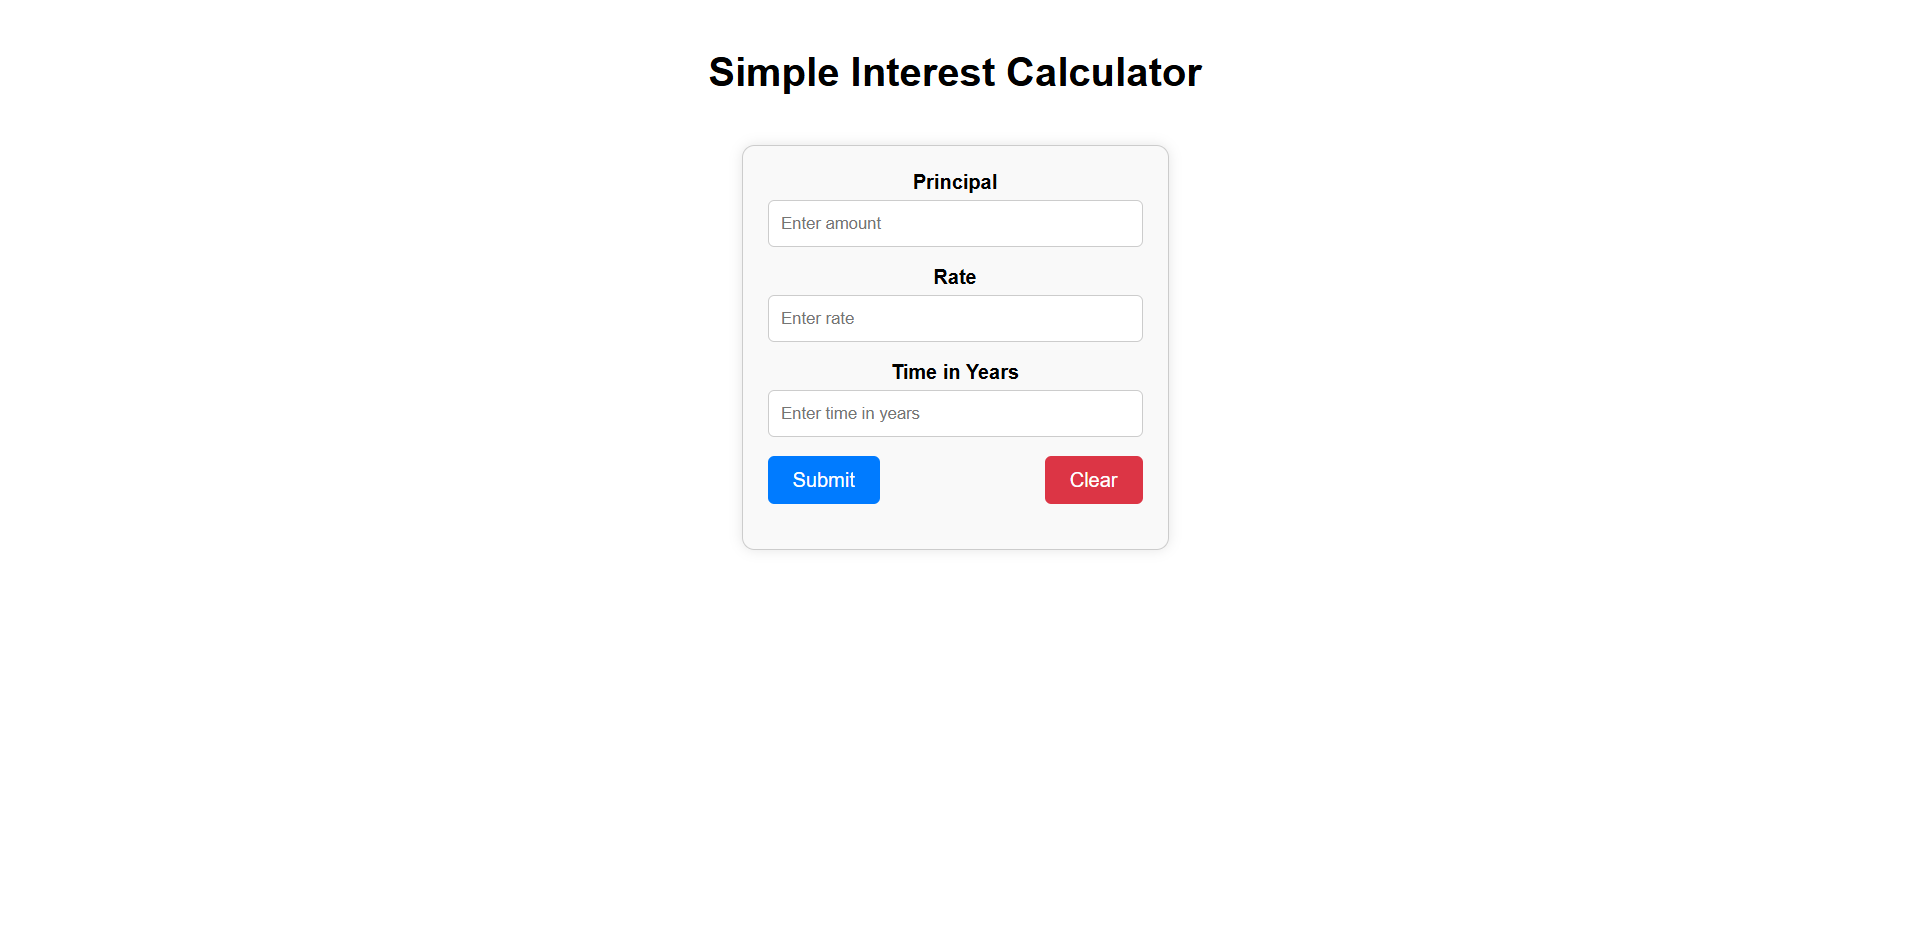 Simple Interest Calculator
Principal
Enter amount
Rate
Enter rate
Time in Years
Enter time in years
Submit
Clear